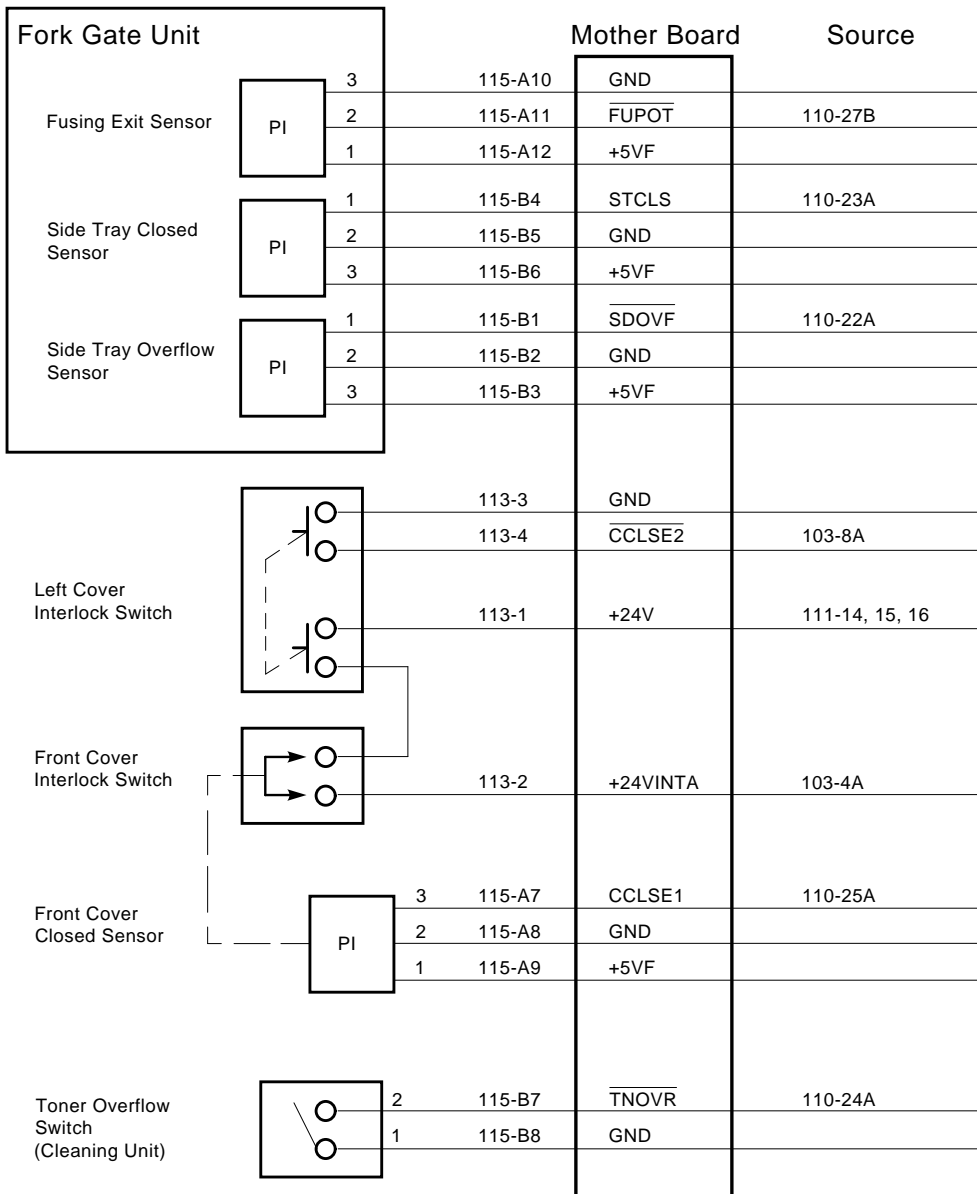 Fork Gate Unit Mother Board Source
3 115-A10 GND
Fusing Exit Sensor PI 2 115-A11 FUPOT 110-27B
1 115-A12 +5VF
1 115-B4 STCLS 110-23A
Side Tray Closed
Sensor
PI 2 115-B5 GND
3 115-B6 +5VF
1 115-B1 SDOVF 110-22A
Side Tray Overflow
Sensor
PI 2 115-B2 GND
3 115-B3 +5VF
113-3 GND
113-4 CCLSE2 103-8A
Left Cover
Interlock Switch
113-1 +24V 111-14, 15, 16
Front Cover
Interlock Switch
113-2 +24VINTA 103-4A
3 115-A7 CCLSE1 110-25A
Front Cover
Closed Sensor
PI 2 115-A8 GND
1 115-A9 +5VF
Toner Overflow
Switch
(Cleaning Unit)
2 115-B7 TNOVR 110-24A
1 115-B8 GND